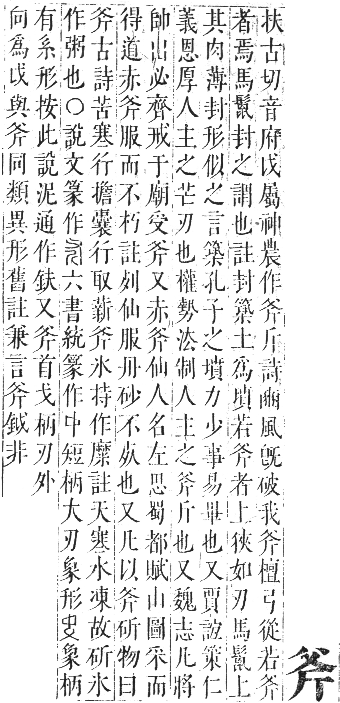 斧
扶古切音府戉屬神農作斧斤詩豳風旣破我斧檀弓從若斧
者焉馬鬛封之謂也註封築土爲墳若斧者上狹如刃馬鬛上
其肉薄封形似之言築孔子之墳力少事易畢也又賈誼策仁
義恩厚人主之芒刃也權勢法制人主之斧斤也又魏志凡將
帥出必齊戒于廟受斧又赤斧仙人名左思蜀都賦山圖采而
得道赤斧服而不朽註列仙服丹砂不朽也又凡以斧斫物曰
斧古詩苦寒行擔囊行取薪斧氷持作糜註天寒水凍故斫氷
作粥也○說文篆作 六書統篆作中短柄大刃象形 象柄
有糸形按此說泥通作鈇又斧首戈柄刃外
向爲戉與斧同類異形舊註兼言斧鉞非